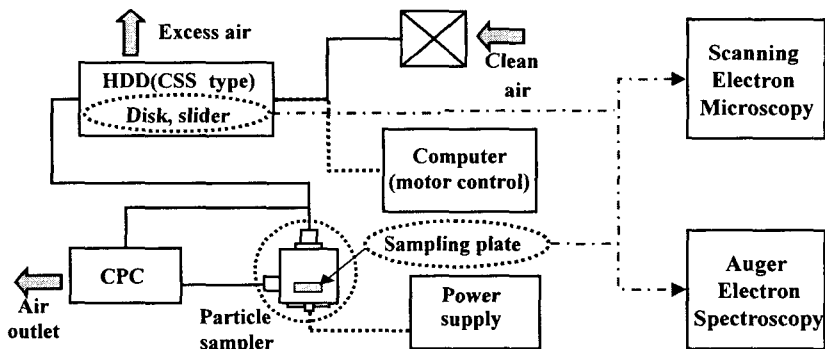 Excess air
HDD(CSS type)
Disk, slider
Clean
air
Scanning
Electron
Microscopy
Computer
(motor control)
Sampling plate
CPC
Air
outlet
Particle
sampler
Power
supply
Auger
Electron
Spectroscopy